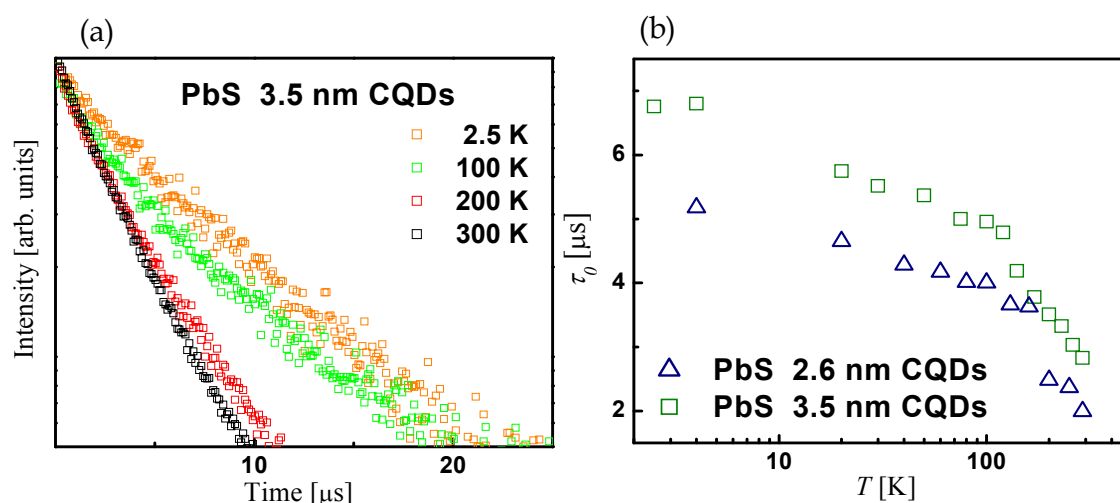 (a)
PbS 3.5 nm CQDs
2.5 K
100 K
200 K
300 K
Intensity [arb. units]
10
20
Time [μs]
(b)
6
4
2
τ0 [μs]
PbS 2.6 nm CQDs
PbS 3.5 nm CQDs
10
100
T [K]